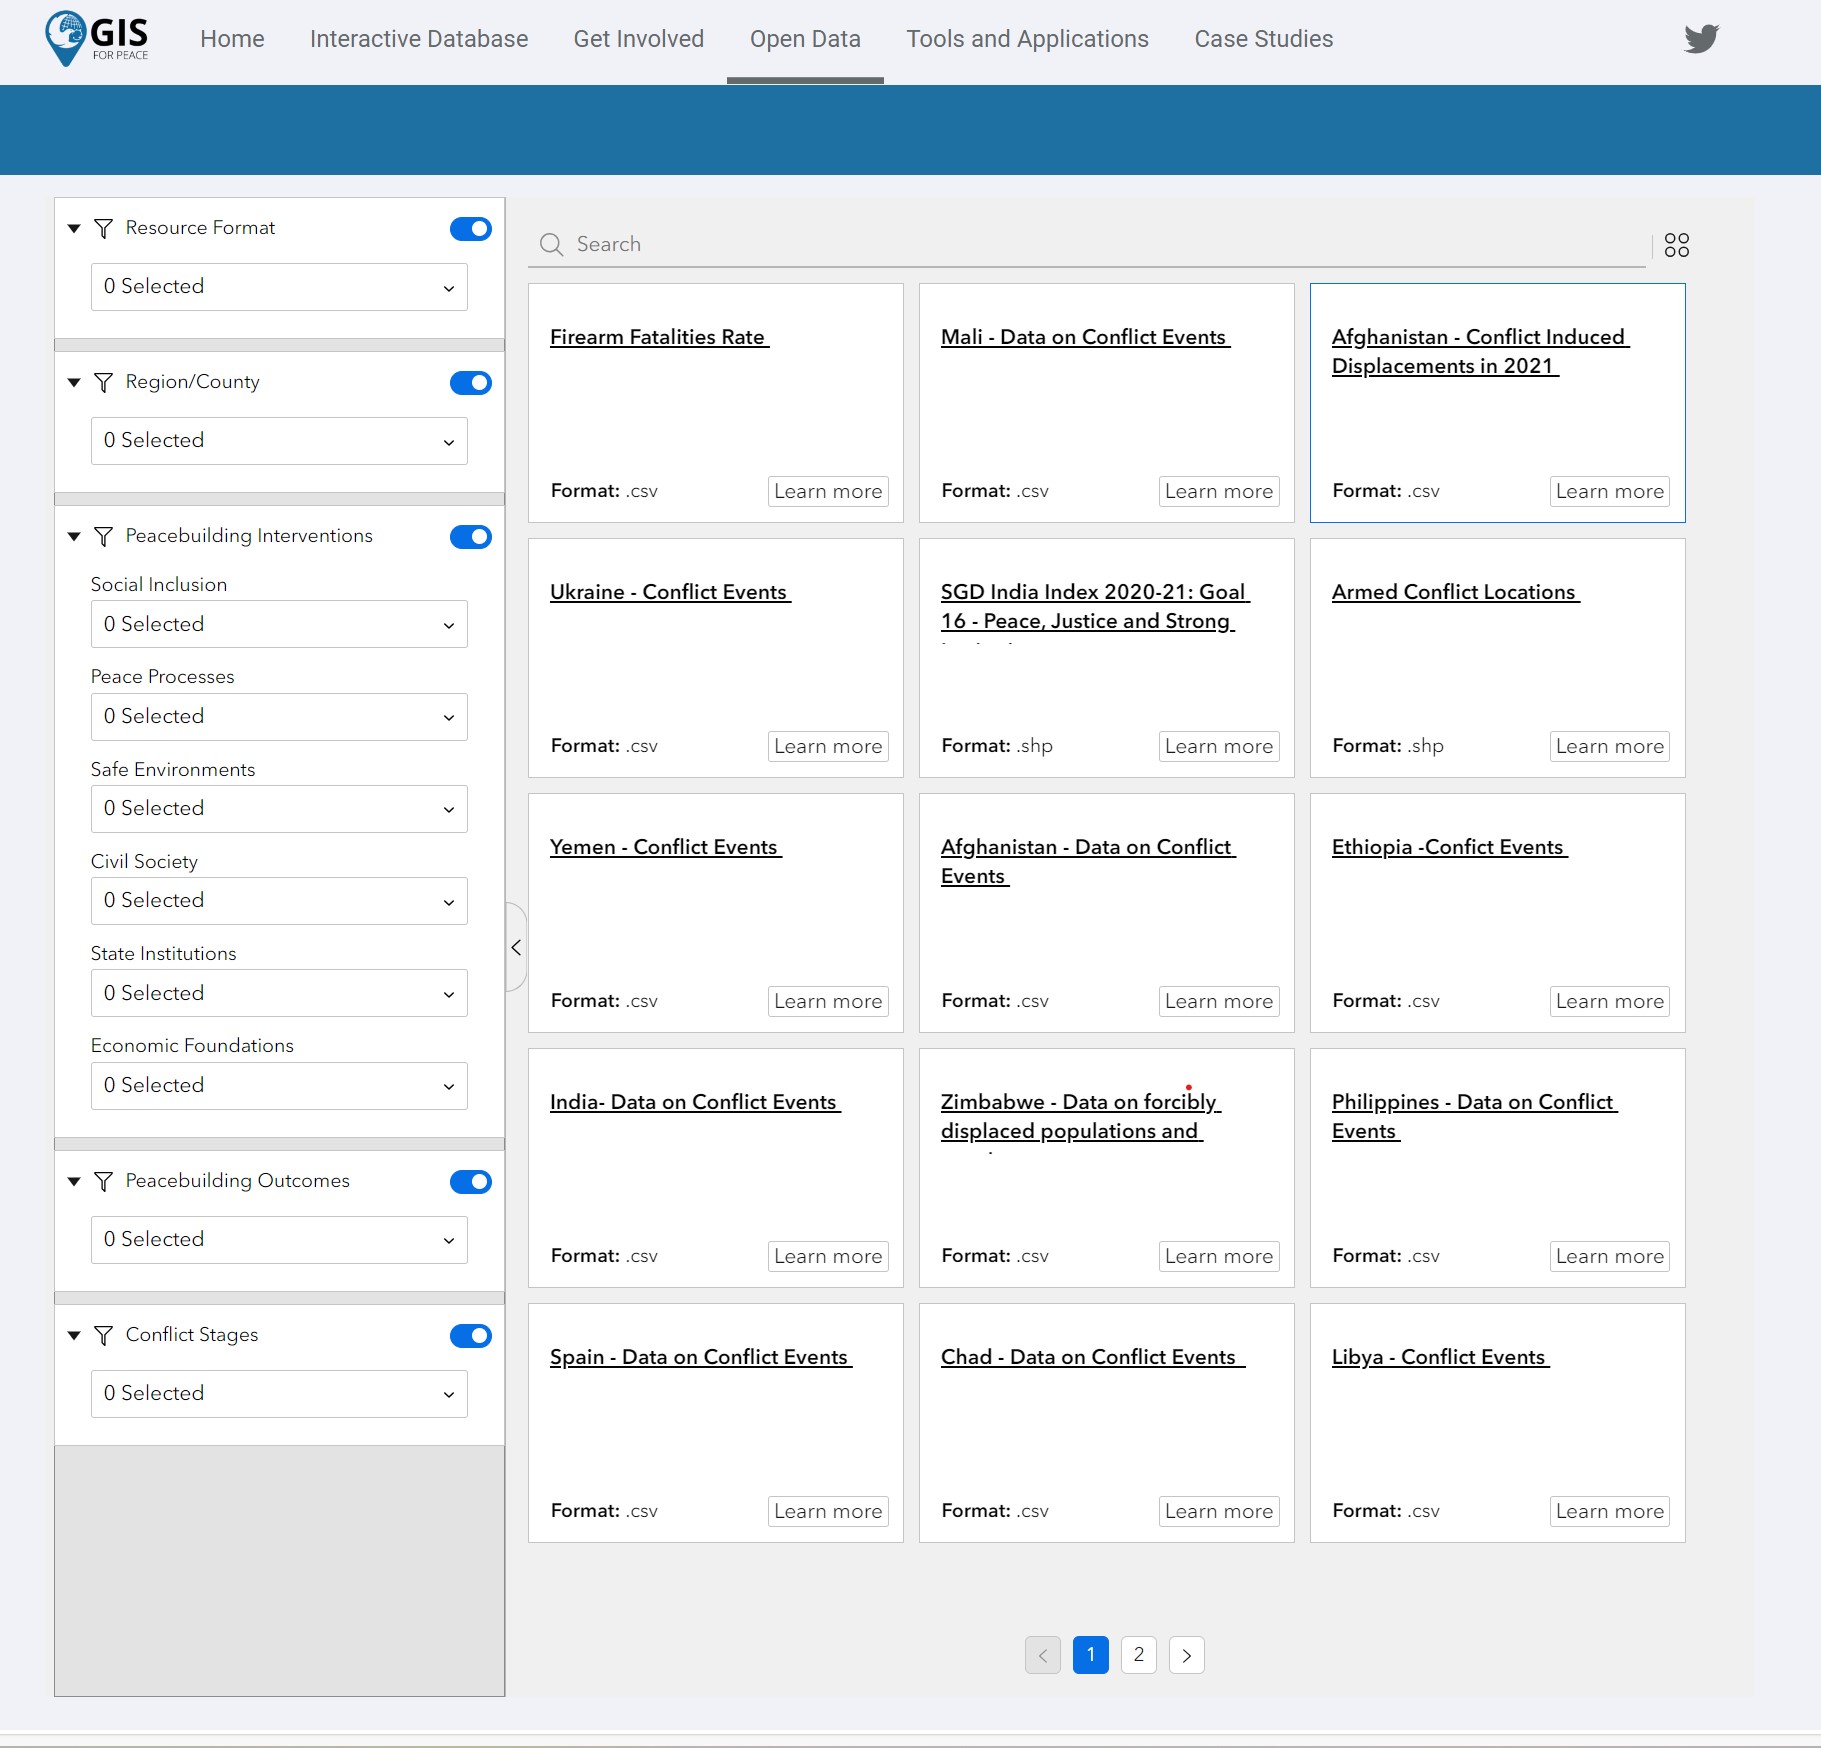 GIS
FOR PEACE
Home
Interactive Database
Get Involved
Open Data
Tools and Applications
Case Studies
Resource Format
0 Selected
Region/County
0 Selected
Peacebuilding Interventions
Social Inclusion
0 Selected
Peace Processes
0 Selected
Safe Environments
0 Selected
Civil Society
0 Selected
State Institutions
0 Selected
Economic Foundations
0 Selected
Peacebuilding Outcomes
0 Selected
Conflict Stages
0 Selected
Search
Firearm Fatalities Rate
Format: .csv
Learn more
Mali - Data on Conflict Events
Format: .csv
Learn more
Afghanistan - Conflict Induced
Displacements in 2021
Format: .csv
Learn more
Ukraine - Conflict Events
Format: .csv
Learn more
SGD India Index 2020-21: Goal
16 - Peace, Justice and Strong
Format: .shp
Learn more
Armed Conflict Locations
Format: .shp
Learn more
Yemen - Conflict Events
Format: .csv
Learn more
Afghanistan - Data on Conflict
Events
Format: .csv
Learn more
Ethiopia -Confict Events
Format: .csv
Learn more
India- Data on Conflict Events
Format: .csv
Learn more
Zimbabwe - Data on forcibly
displaced populations and
Format: .csv
Learn more
Philippines - Data on Conflict
Events
Format: .csv
Learn more
Spain - Data on Conflict Events
Format: .csv
Learn more
Chad - Data on Conflict Events
Format: .csv
Learn more
Libya - Conflict Events
Format: .csv
Learn more
1
2